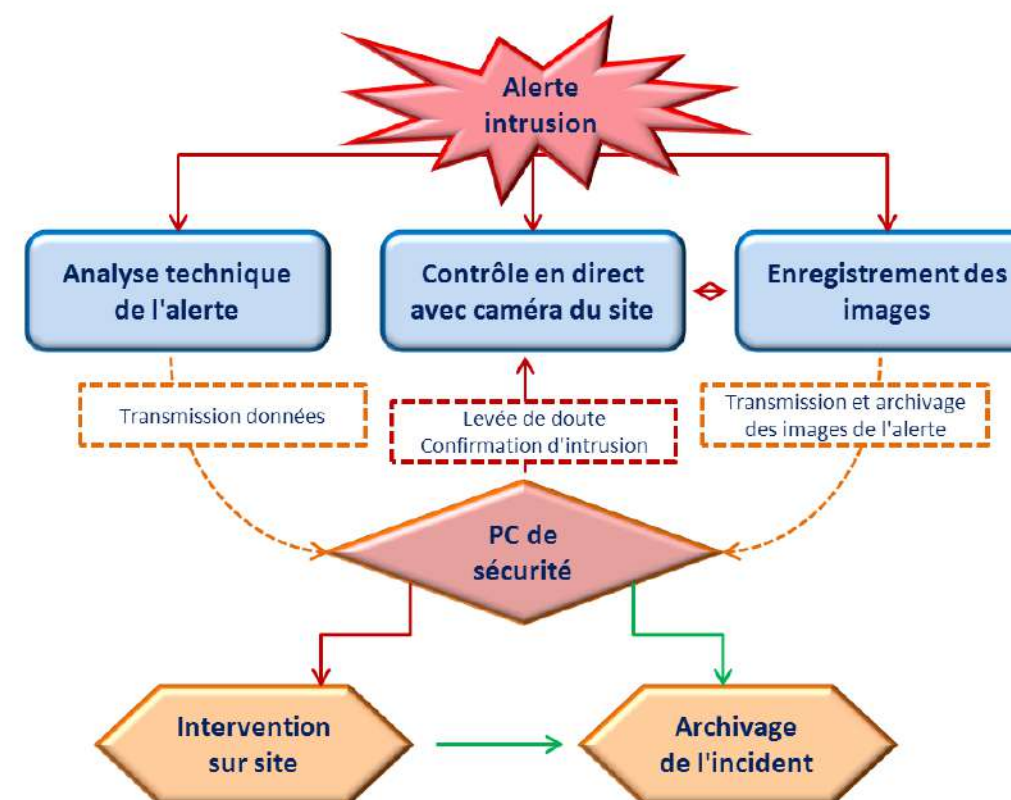 Alerte
intrusion
Analyse technique
de l'alerte
Contrôle en direct
avec caméra du site
Enregistrement des
images
Transmission données
Levée de doute
Confirmation d'intrusion
Transmission et archivage
des images de l'alerte
PC de
sécurité
Intervention
sur site
Archivage
de l'incident